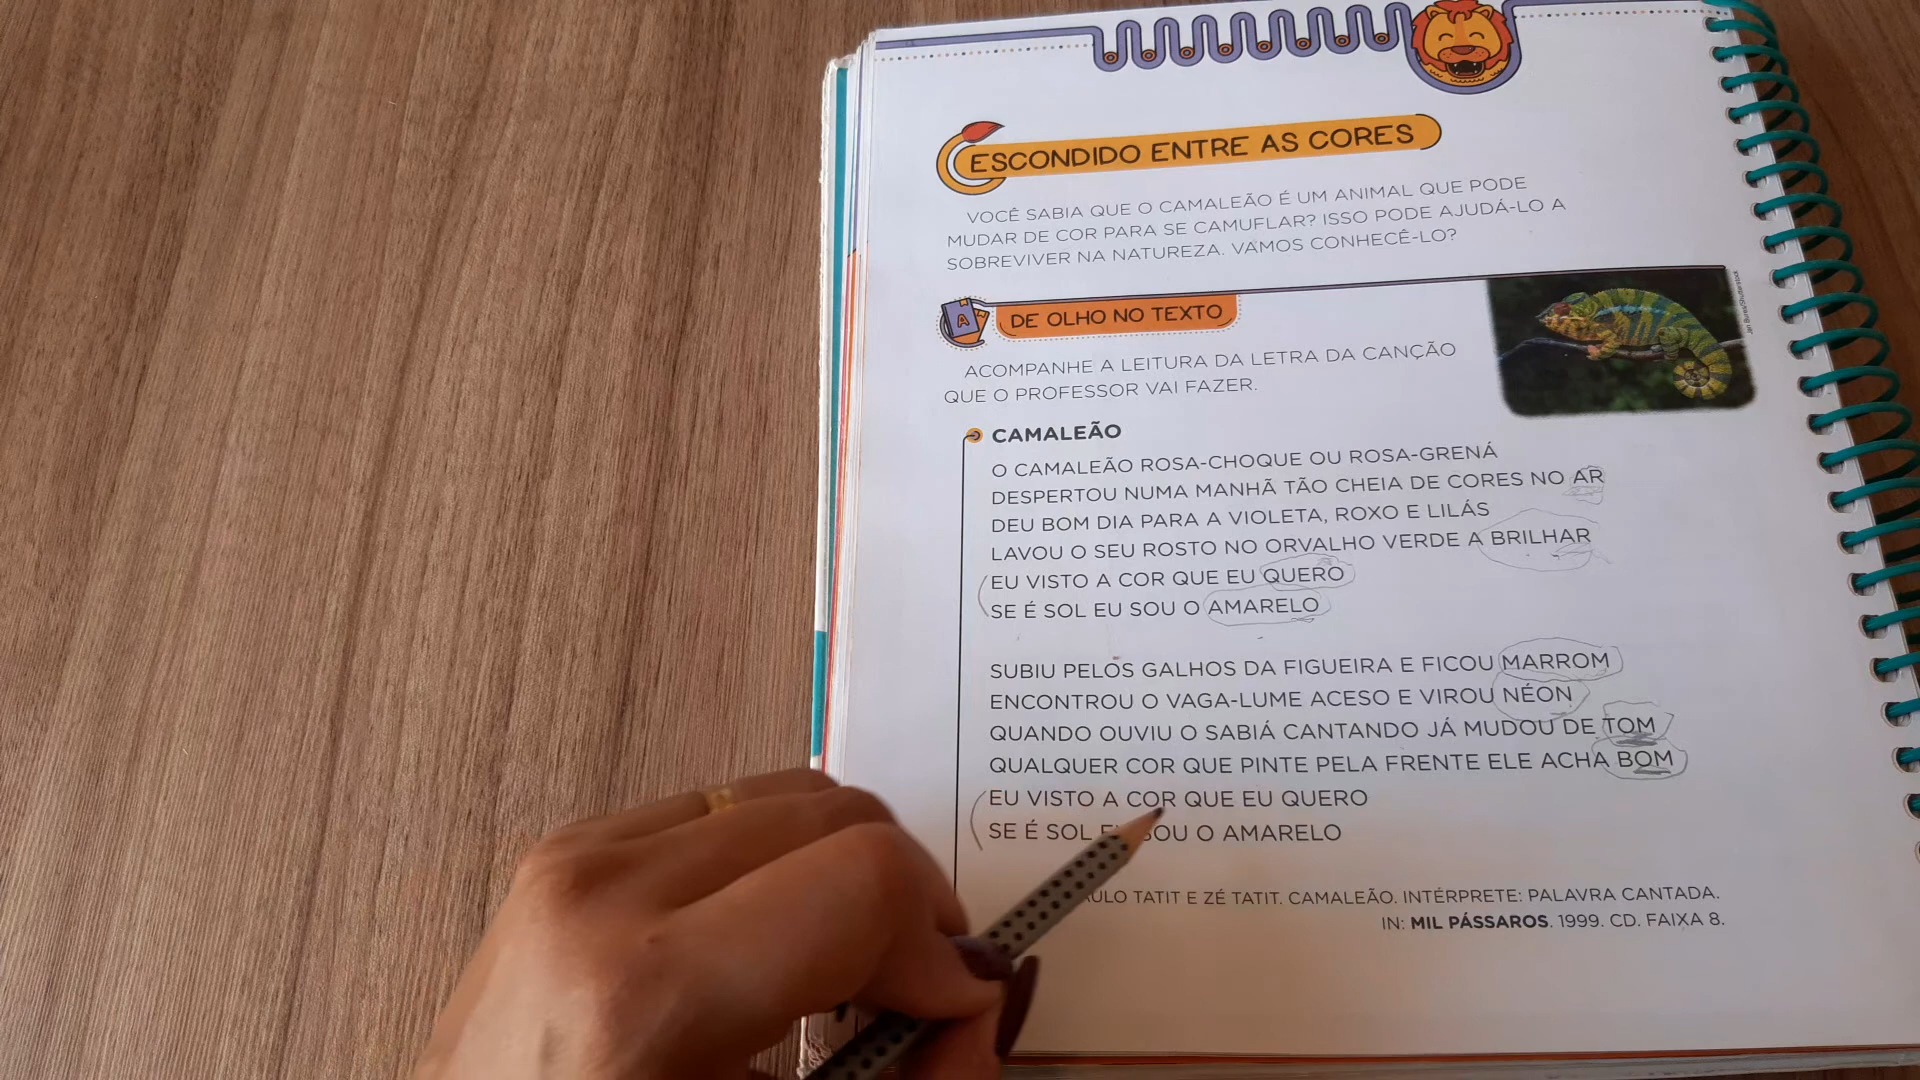 ESCONDIDO ENTRE AS CORES
VOCÊ SABIA QUE O CAMALEÃO É UM ANIMAL QUE PODE
MUDAR DE COR PARA SE CAMUFLAR? ISSO PODE AJUDÁ-LO A
SOBREVIVER NA NATUREZA. VAMOS CONHECÊ-LO?
A
DE OLHO NO TEXTO
ACOMPANHE A LEITURA DA LETRA DA CANÇÃO
QUE O PROFESSOR VAI FAZER.
CAMALEÃO
O CAMALEÃO ROSA-CHOQUE OU ROSA-GRENÁ
DESPERTOU NUMA MANHÃ TÃO CHEIA DE CORES NO AR
DEU BOM DIA PARA A VIOLETA, ROXO E LILÁS
LAVOU O SEU ROSTO NO ORVALHO VERDE A BRILHAR
EU VISTO A COR QUE EU QUERO
SE É SOL EU SOU O AMARELO
SUBIU PELOS GALHOS DA FIGUEIRA E FICOU MARROM
ENCONTROU O VAGA-LUME ACESO E VIROU NÉON
QUANDO OUVIU O SABIÁ CANTANDO JÁ MUDOU DE TOM
QUALQUER COR QUE PINTE PELA FRENTE ELE ACHA BOM
EU VISTO A COR QUE EU QUERO
SE É SOL SOU O AMARELO
TATIT E ZÉ TATIT. CAMALEÃO. INTÉRPRETE: PALAVRA CANTADA.
IN: MIL PÁSSAROS. 1999. CD. FAIXA 8.